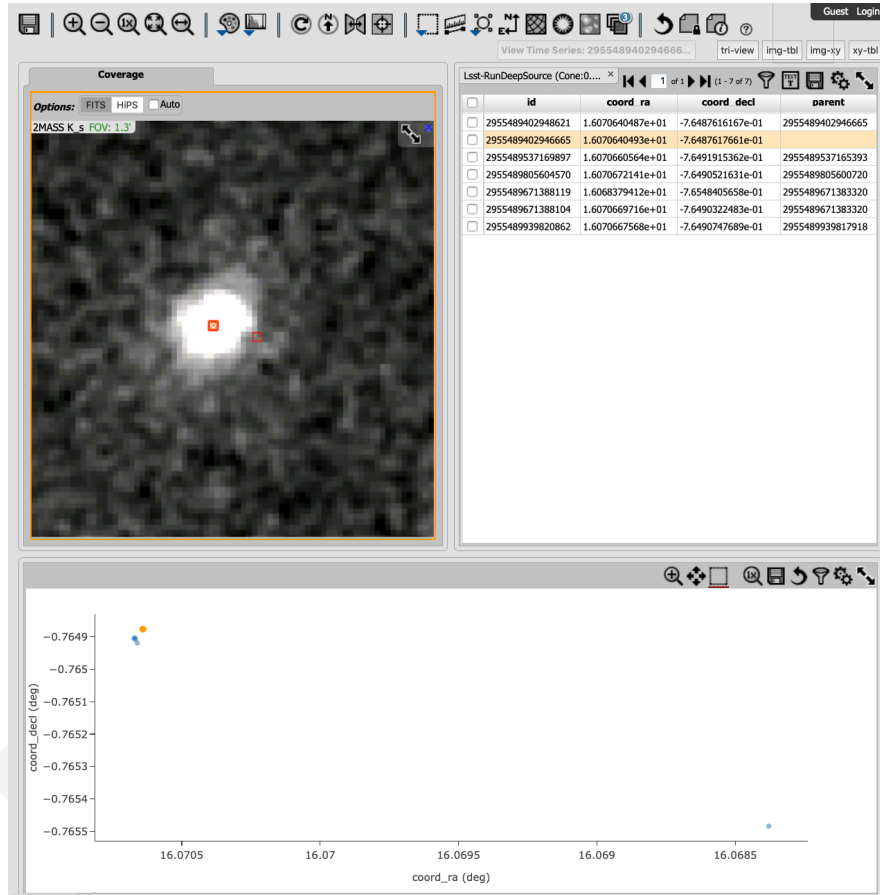 Guest Login
View Time Series: 295548940294666...
tri-view img-tbl img-xy xy-tbl
Coverage
Options: FITS HiPS Auto
2MASS K_s FOV: 1.3'
Lsst-RunDeepSource (Cone:0.... × 1 of 1 (1 - 7 of 7)
id coord_ra coord_decl parent
2955489402948621 1.6070640487e+01 -7.6487616167e-01 2955489402946665
2955489402946665 1.6070640493e+01 -7.6487617661e-01
2955489537169897 1.6070660564e+01 -7.6491915362e-01 2955489537165393
2955489805604570 1.6070672141e+01 -7.6490521631e-01 2955489805600720
2955489671388119 1.6068379412e+01 -7.6548405658e-01 2955489671383320
2955489671388104 1.6070669716e+01 -7.6490322483e-01 2955489671383320
2955489939820862 1.6070667568e+01 -7.6490747689e-01 2955489939817918
coord_decl (deg)
−0.7649
−0.765
−0.7651
−0.7652
−0.7653
−0.7654
−0.7655
16.0705 16.07 16.0695 16.069 16.0685
coord_ra (deg)